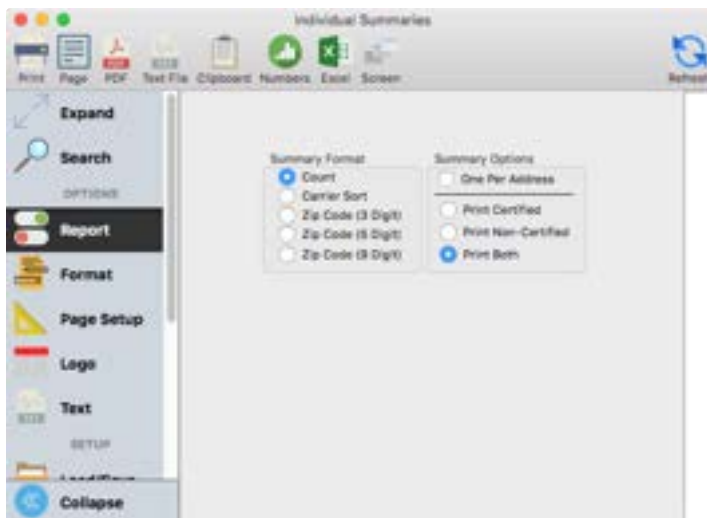 Individual Summaries
Print Page PDF Text File Clipboard Numbers Excel Screen Refresh
Expand
Search
OPTIONS
Report
Format
Page Setup
Logo
Text
SETUP
Load/Save
Collapse
Summary Format
Count
Carrier Sort
Zip Code (3 Digit)
Zip Code (5 Digit)
Zip Code (9 Digit)
Summary Options
One Per Address
Print Certified
Print Non-Certified
Print Both